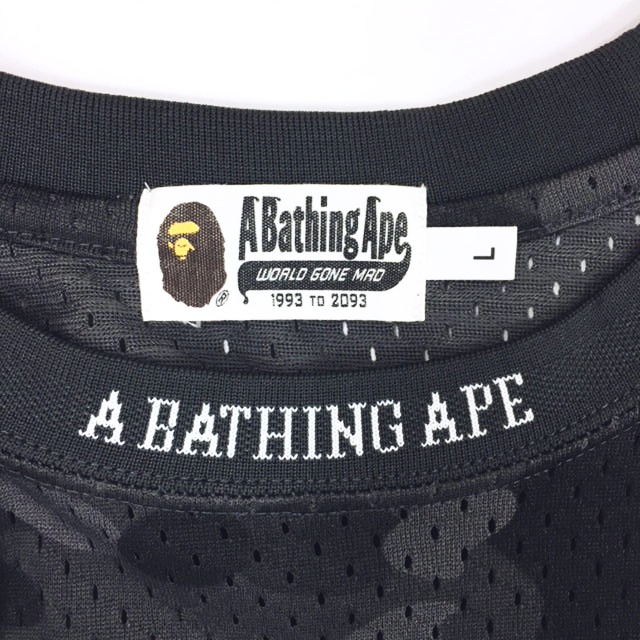 A Bathing Ape
WORLD GONE MAD
1993 TO 2093
®
L
A BATHING APE